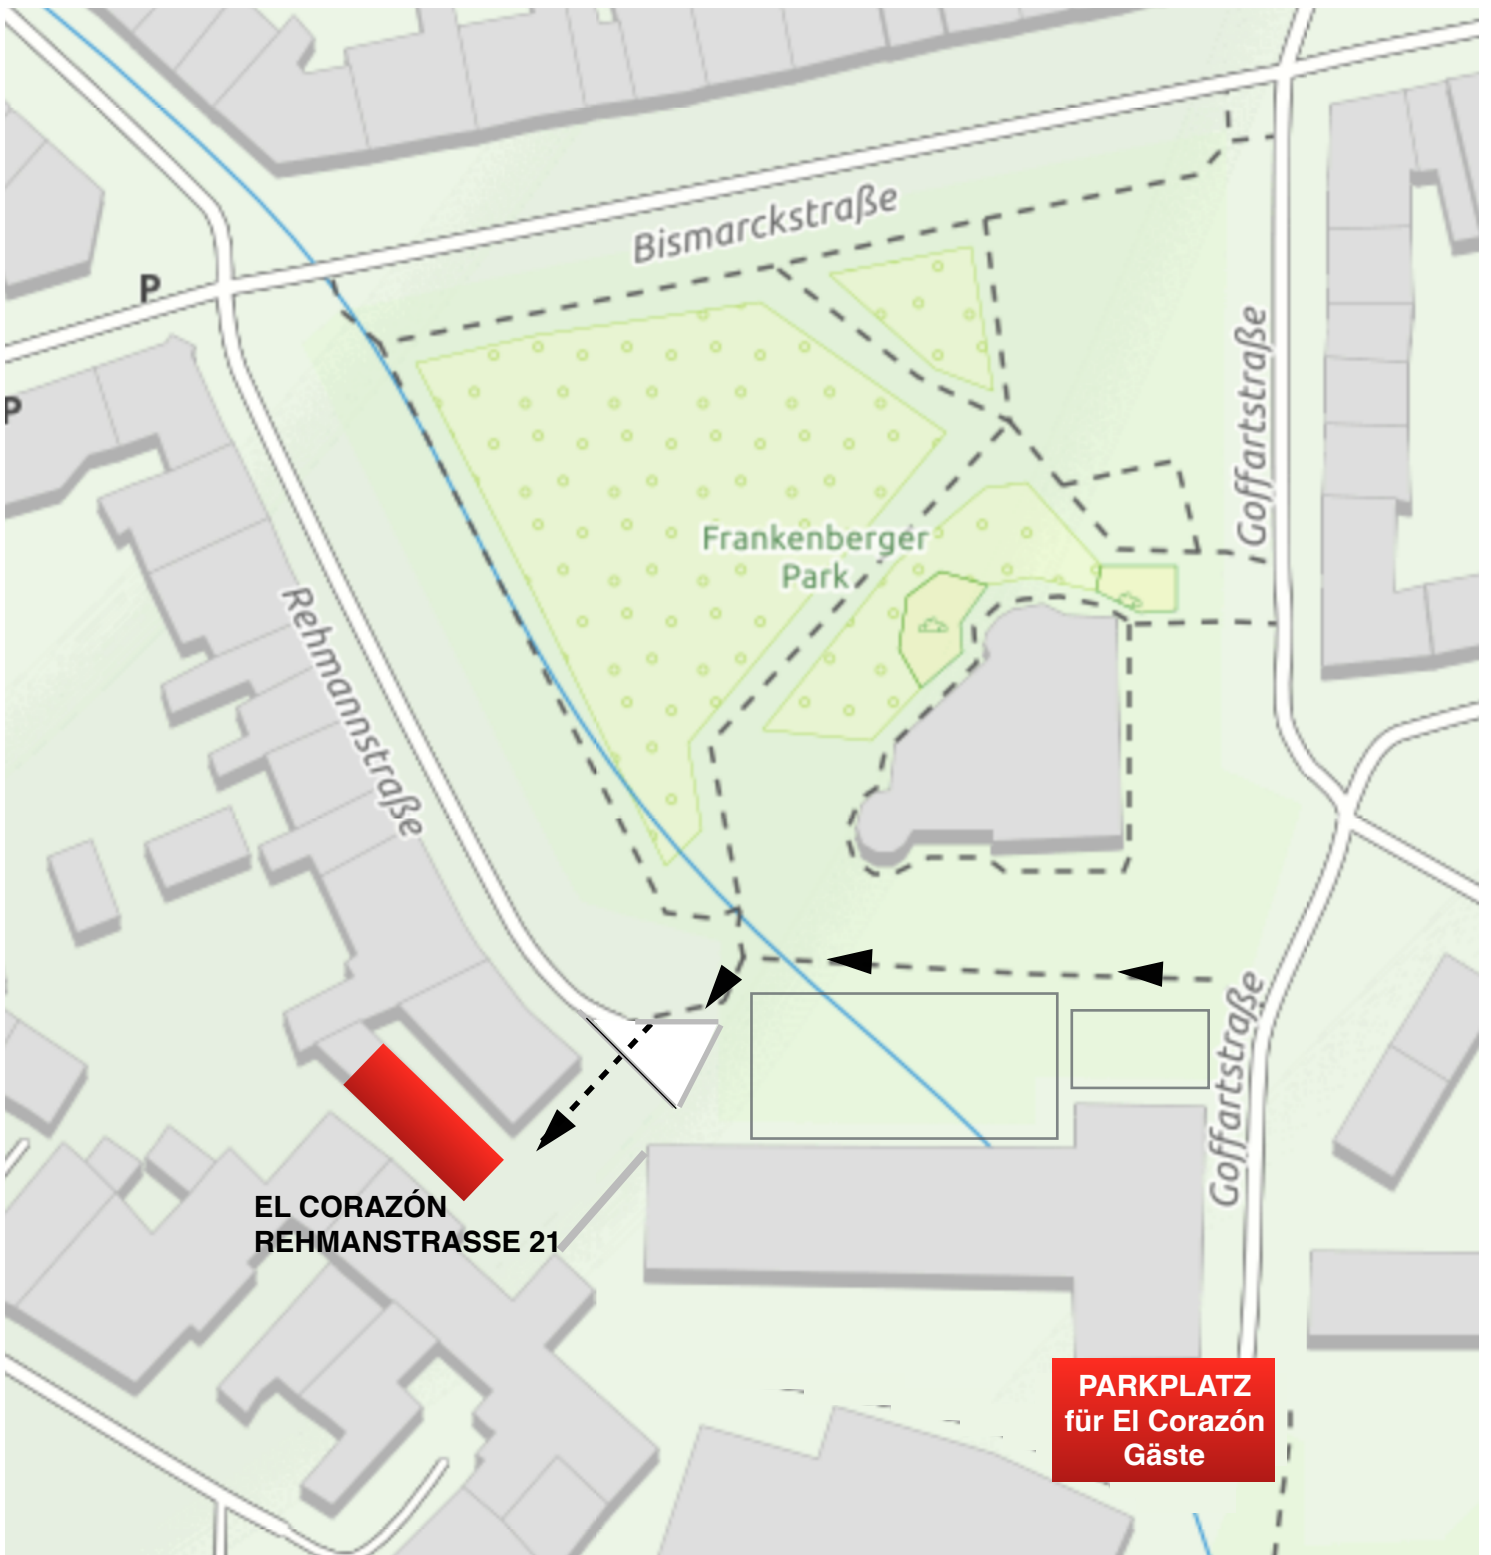 Bismarckstraße
P
P
Goffartstraße
Frankenberger
Park
Rehmannstraße
Goffartstraße
EL CORAZÓN
REHMANSTRASSE 21
PARKPLATZ
für El Corazón
Gäste